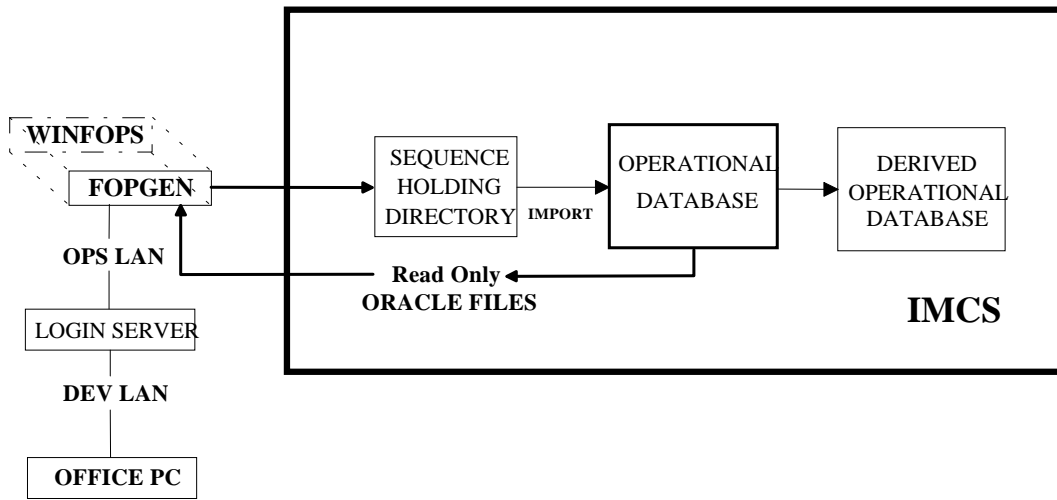 WINFOPS
FOPGEN
OPS LAN
LOGIN SERVER
DEV LAN
OFFICE PC
SEQUENCE
HOLDING
DIRECTORY
IMPORT
OPERATIONAL
DATABASE
DERIVED
OPERATIONAL
DATABASE
Read Only
ORACLE FILES
IMCS